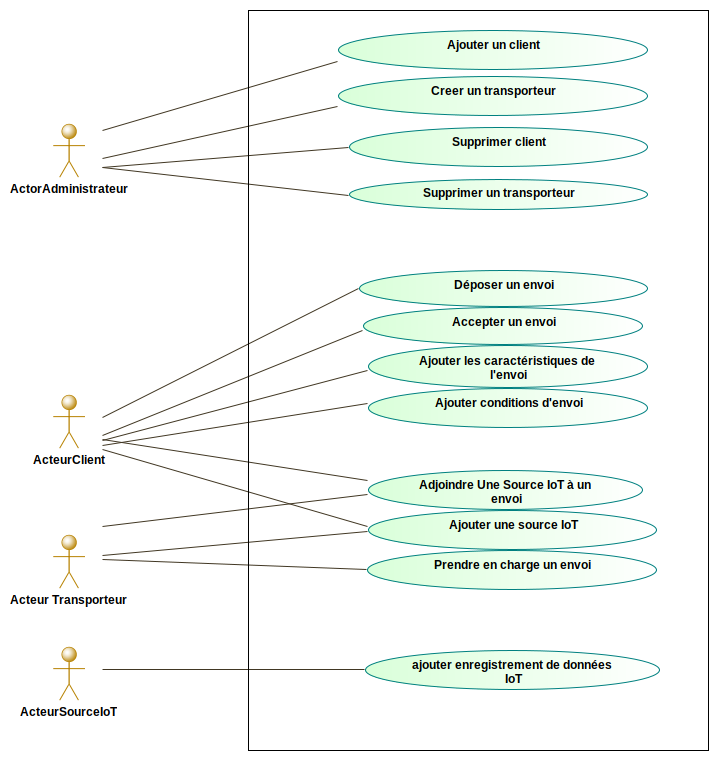 Ajouter un client
Creer un transporteur
Supprimer client
Supprimer un transporteur
ActorAdministrateur
Déposer un envoi
Accepter un envoi
Ajouter les caractéristiques de
l'envoi
Ajouter conditions d'envoi
ActeurClient
Adjoindre Une Source IoT à un
envoi
Ajouter une source IoT
Prendre en charge un envoi
Acteur Transporteur
ajouter enregistrement de données
IoT
ActeurSourceIoT